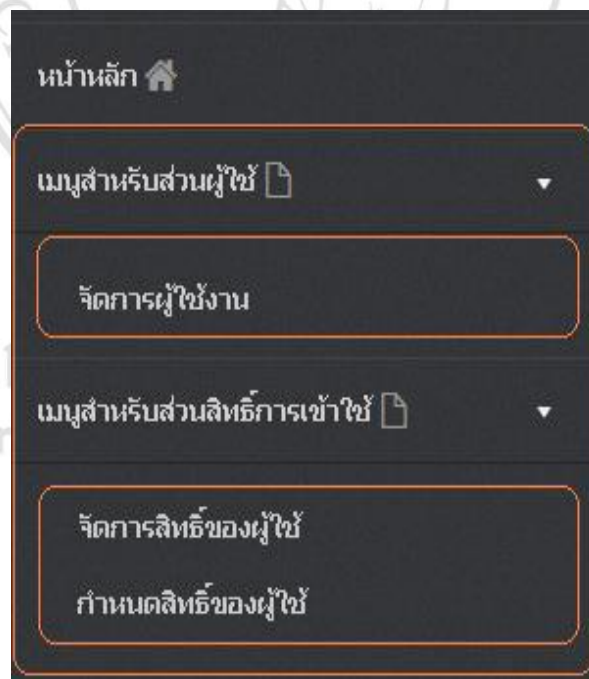 หน้าหลัก
เมนูสำหรับส่วนผู้ใช้
จัดการผู้ใช้งาน
เมนูสำหรับส่วนสิทธิ์การเข้าใช้
จัดการสิทธิ์ของผู้ใช้
กำหนดสิทธิ์ของผู้ใช้